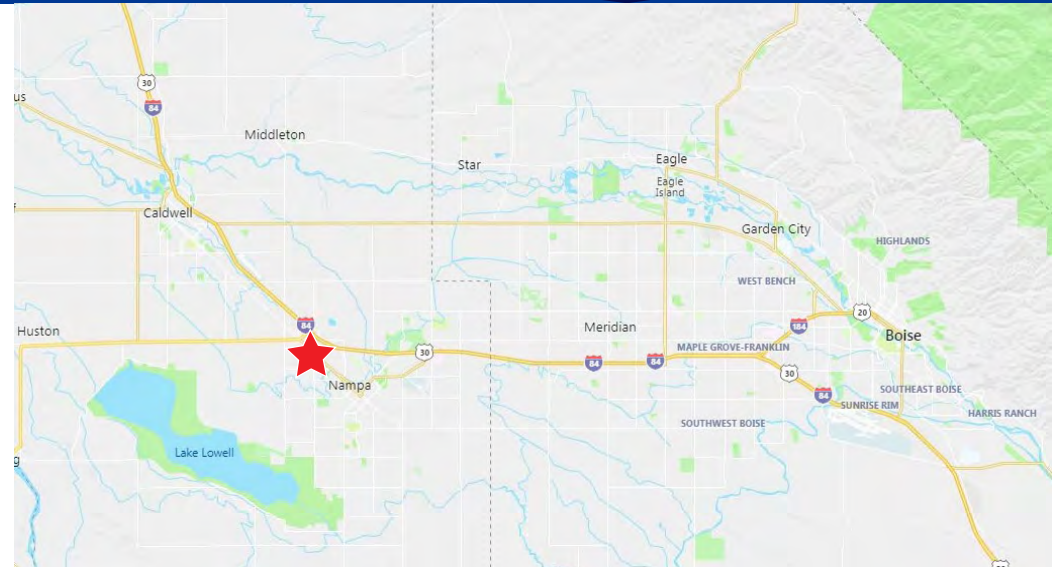 30
84
us
Middleton
Star
Eagle
Eagle
Island
Caldwell
Garden City
HIGHLANDS
WEST BENCH
84
Huston
Meridian
184
20
Boise
MAPLE GROVE-FRANKLIN
30
84
84
Nampa
30
84
SOUTHEAST BOISE
SUNRISE RIM
HARRIS RANCH
SOUTHWEST BOISE
Lake Lowell
g